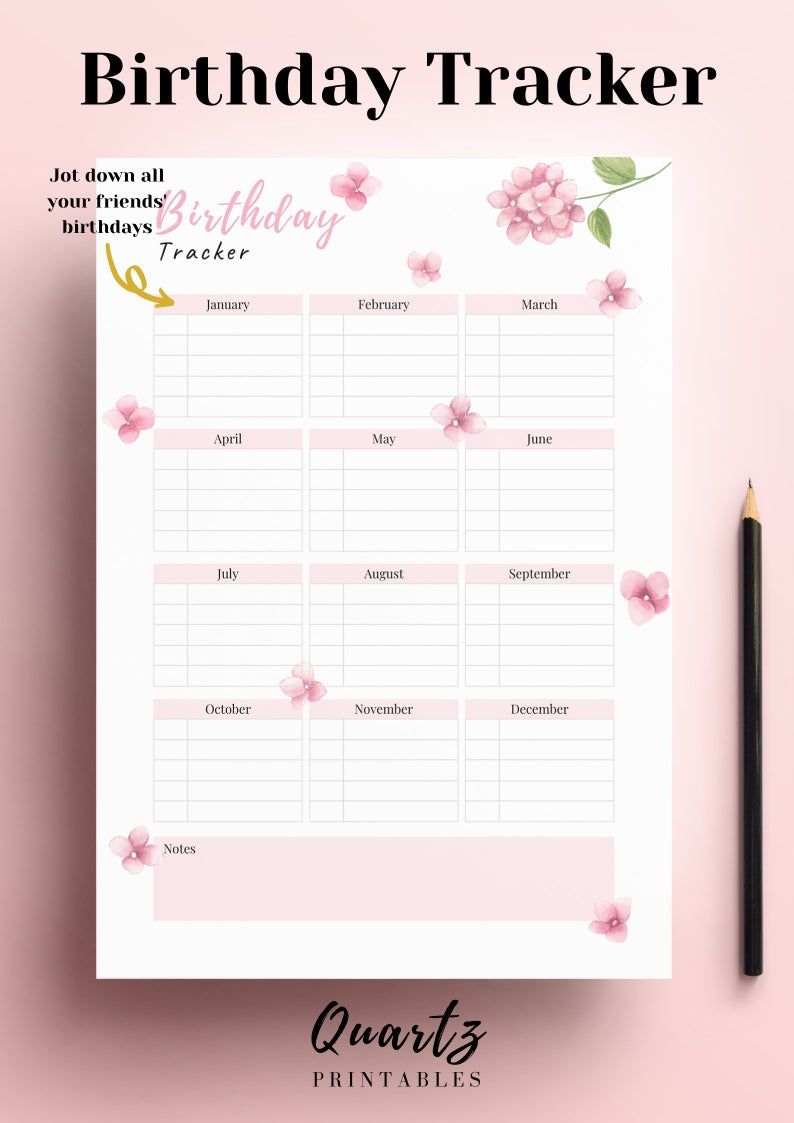 Birthday Tracker
Jot down all
your friends'
birthdays
Birthday
Tracker
January
February
March
April
May
June
July
August
September
October
November
December
Notes
Quartz
PRINTABLES